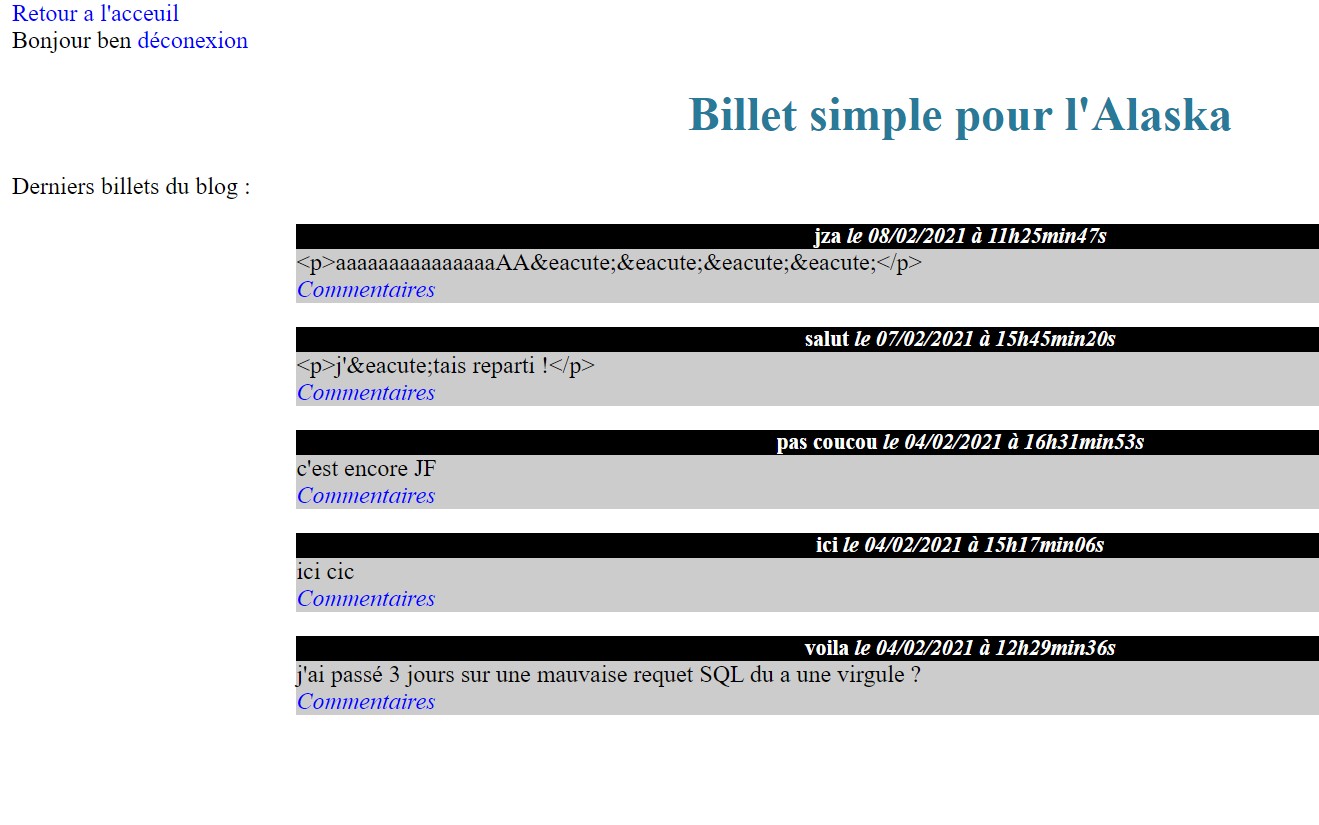 Retour a l'acceuil
Bonjour ben déconexion
Billet simple pour l'Alaska
Derniers billets du blog :
jza le 08/02/2021 à 11h25min47s
<p>aaaaaaaaaaaaaaaAA&eacute;&eacute;&eacute;&eacute;</p>
Commentaires
salut le 07/02/2021 à 15h45min20s
<p>j'&eacute;tais reparti !</p>
Commentaires
pas coucou le 04/02/2021 à 16h31min53s
c'est encore JF
Commentaires
ici le 04/02/2021 à 15h17min06s
ici cic
Commentaires
voila le 04/02/2021 à 12h29min36s
j'ai passé 3 jours sur une mauvaise requet SQL du a une virgule ?
Commentaires